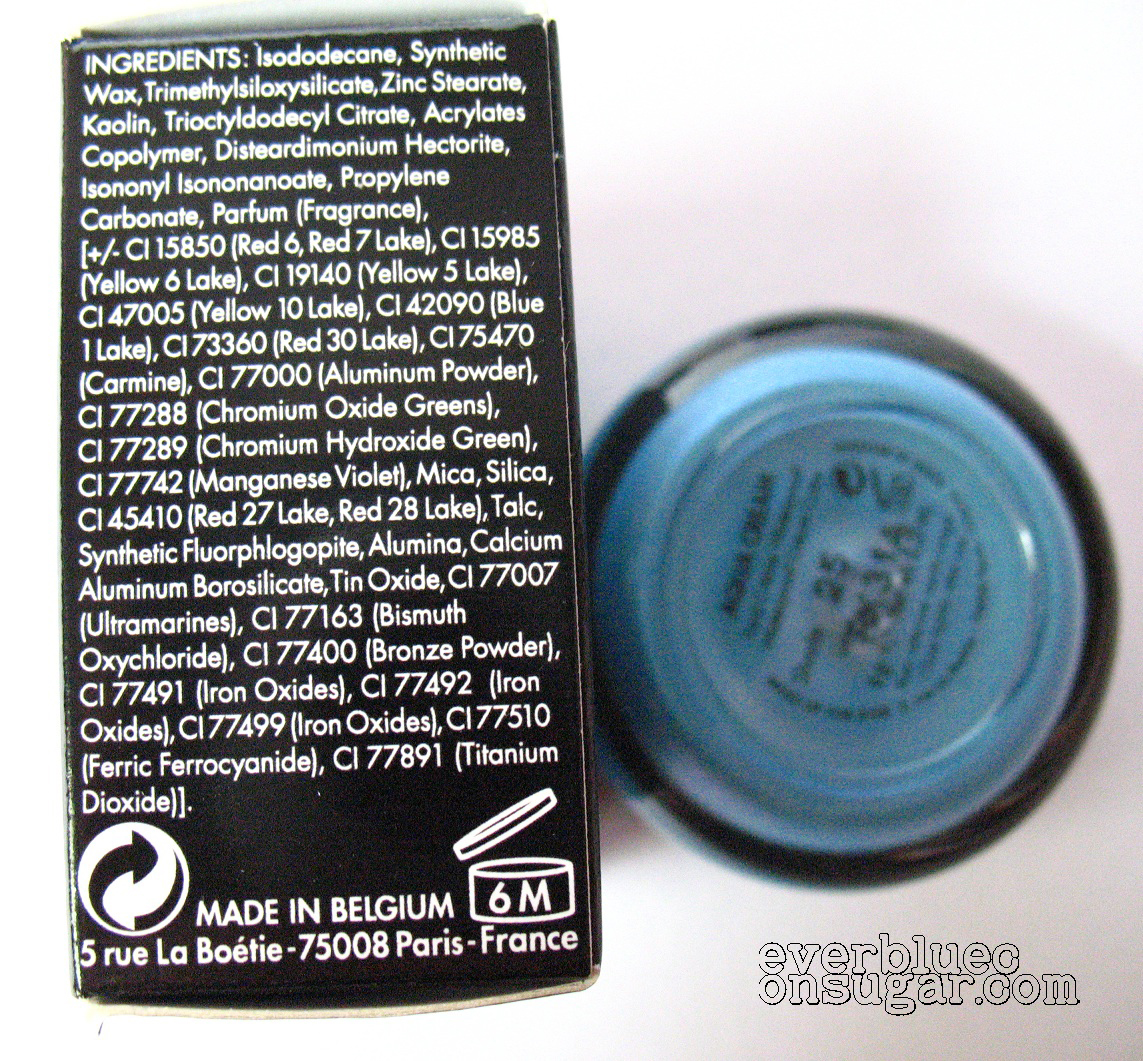 INGREDIENTS: Isododecane, Synthetic
Wax, Trimethylsiloxysilicate, Zinc Stearate,
Kaolin, Trioctyldodecyl Citrate, Acrylates
Copolymer, Disteardimonium Hectorite,
Isononyl Isononanoate, Propylene
Carbonate, Parfum (Fragrance),
[+/- CI 15850 (Red 6, Red 7 Lake), CI 15985
(Yellow 6 Lake), CI 19140 (Yellow 5 Lake),
CI 47005 (Yellow 10 Lake), CI 42090 (Blue
1 Lake), CI 73360 (Red 30 Lake), CI 75470
(Carmine), CI 77000 (Aluminum Powder),
CI 77288 (Chromium Oxide Greens),
CI 77289 (Chromium Hydroxide Green),
CI 77742 (Manganese Violet), Mica, Silica,
CI 45410 (Red 27 Lake, Red 28 Lake), Talc,
Synthetic Fluorphlogopite, Alumina, Calcium
Aluminum Borosilicate, Tin Oxide, CI 77007
(Ultramarines), CI 77163 (Bismuth
Oxychloride), CI 77400 (Bronze Powder),
CI 77491 (Iron Oxides), CI 77492 (Iron
Oxides), CI 77499 (Iron Oxides), CI 77510
(Ferric Ferrocyanide), CI 77891 (Titanium
Dioxide)].
6 M
MADE IN BELGIUM
5 rue La Boétie - 75008 Paris - France
AQUA CREAM
25
everbluec
onsugar.com